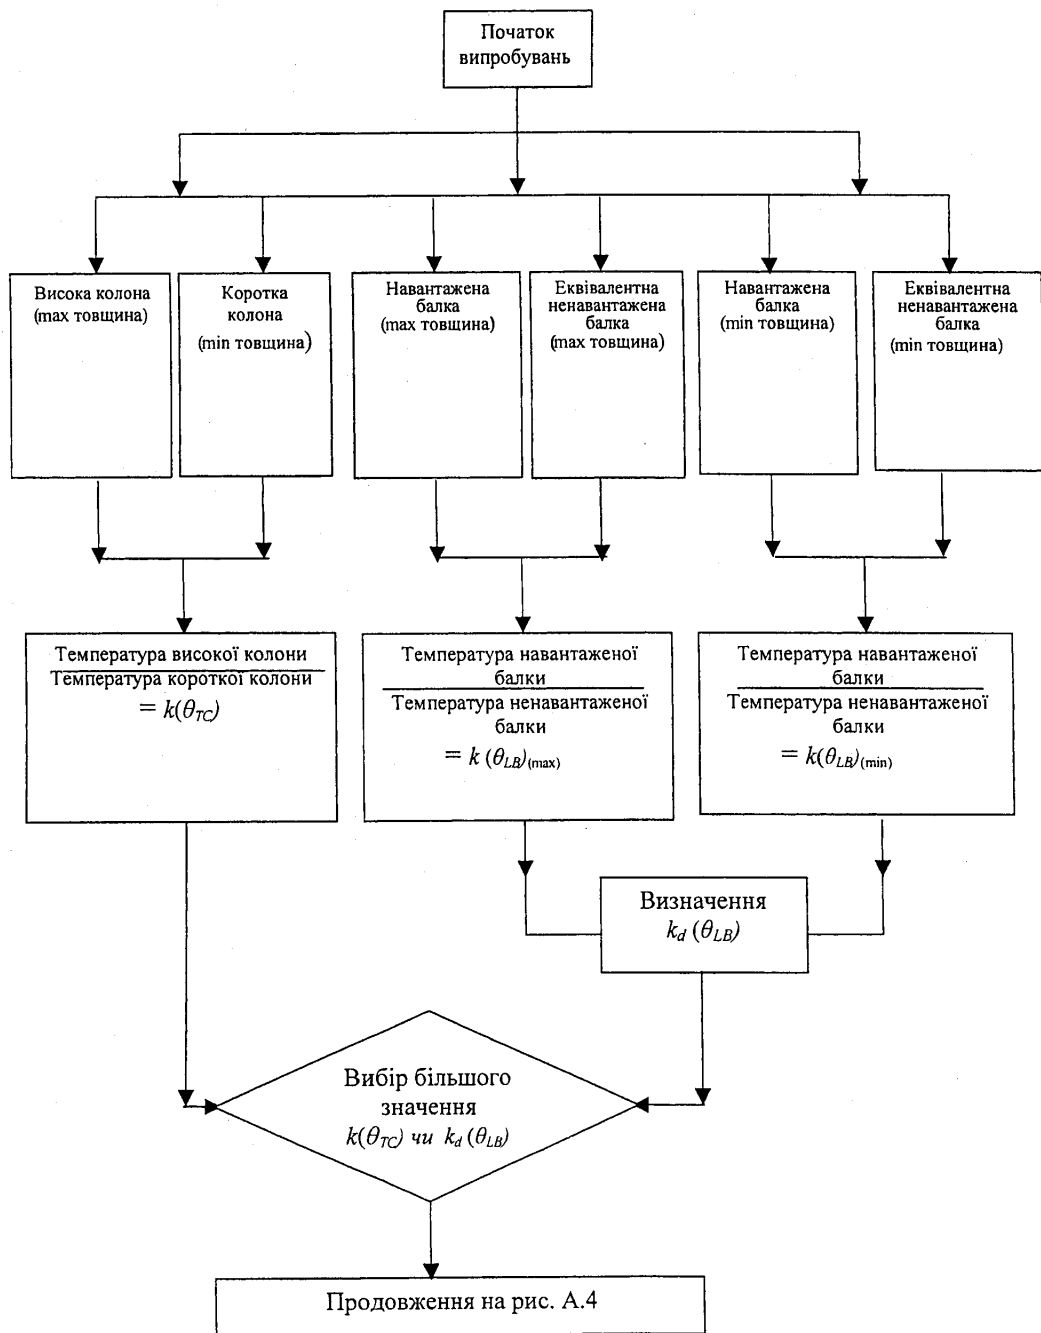 Початок
випробувань
Висока колона
(max товщина)
Коротка
колона
(min товщина)
Навантажена
балка
(max товщина)
Еквівалентна
ненавантажена
балка
(max товщина)
Навантажена
балка
(min товщина)
Еквівалентна
ненавантажена
балка
(min товщина)
Температура високої колони
Температура короткої колони
= k(θTC)
Температура навантаженої
балки
Температура ненавантаженої
балки
= k (θLB)(max)
Температура навантаженої
балки
Температура ненавантаженої
балки
= k(θLB)(min)
Визначення
kd (θLB)
Вибір більшого
значення
k(θTC) чи kd (θLB)
Продовження на рис. А.4